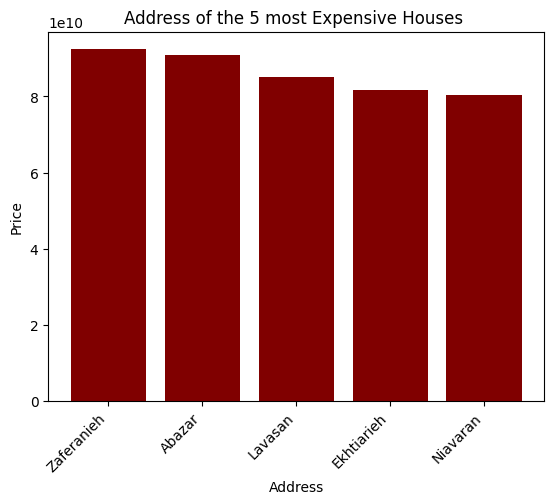 Address of the 5 most Expensive Houses
1e10
8
6
4
2
0
Price
Zaferanieh
Abazar
Lavasan
Ekhtiarieh
Niavaran
Address